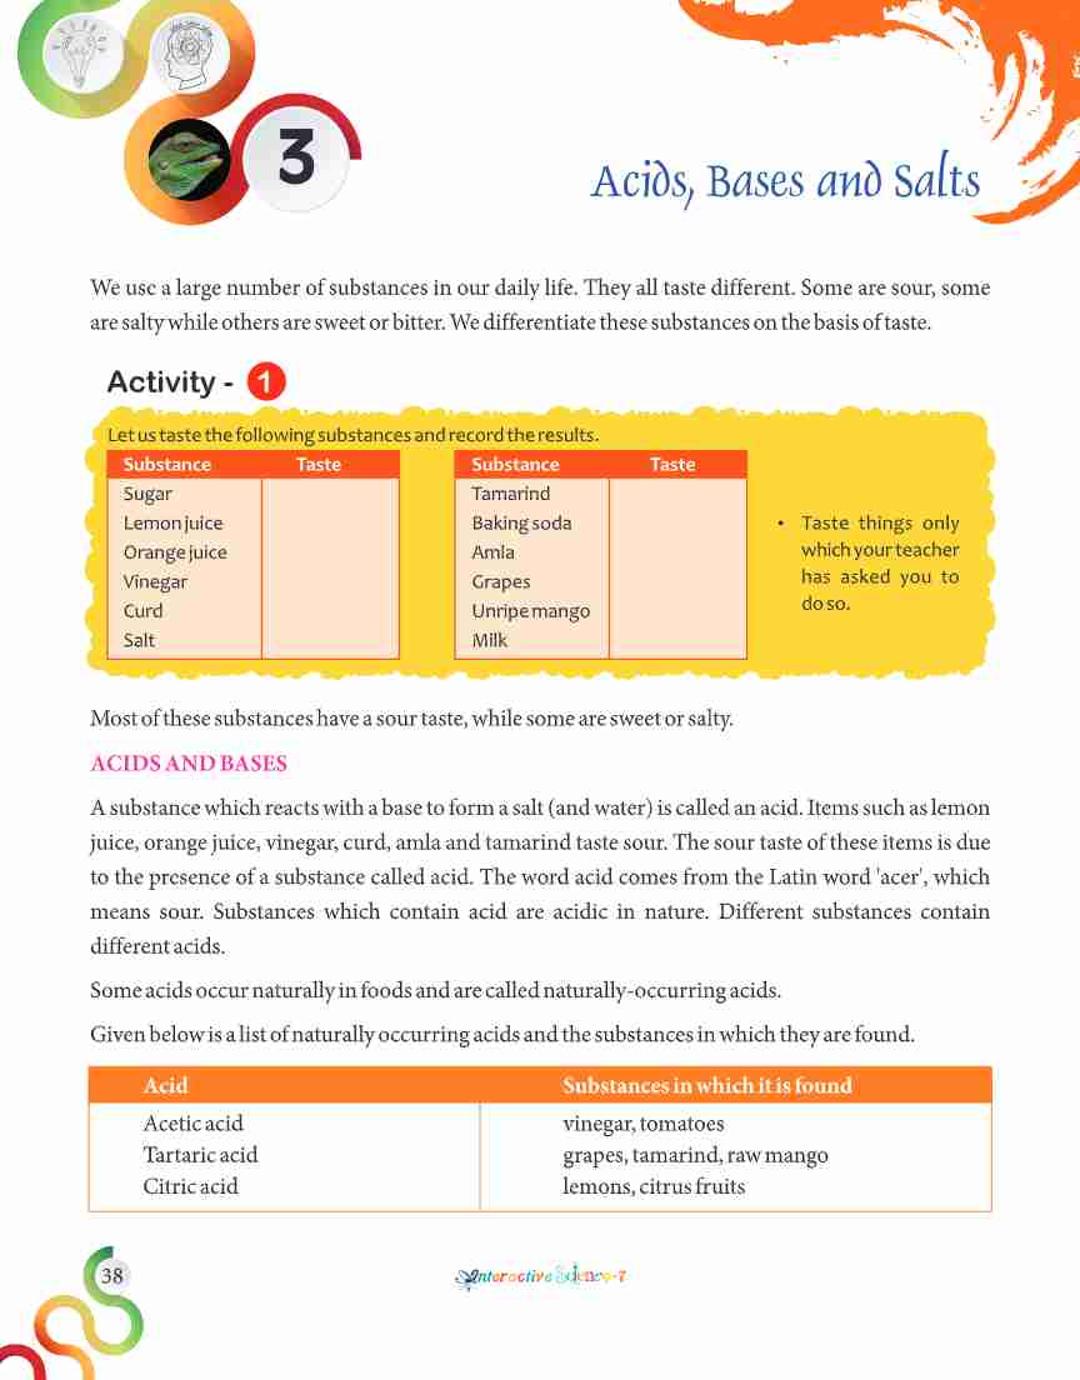 3
Acids, Bases and Salts
We use a large number of substances in our daily life. They all taste different. Some are sour, some
are salty while others are sweet or bitter. We differentiate these substances on the basis of taste.
Activity - 1
Let us taste the following substances and record the results.
Substance Taste
Sugar
Lemon juice
Orange juice
Vinegar
Curd
Salt
Substance Taste
Tamarind
Baking soda
Amla
Grapes
Unripe mango
Milk
• Taste things only
which your teacher
has asked you to
do so.
Most of these substances have a sour taste, while some are sweet or salty.
ACIDS AND BASES
A substance which reacts with a base to form a salt (and water) is called an acid. Items such as lemon
juice, orange juice, vinegar, curd, amla and tamarind taste sour. The sour taste of these items is due
to the presence of a substance called acid. The word acid comes from the Latin word 'acer', which
means sour. Substances which contain acid are acidic in nature. Different substances contain
different acids.
Some acids occur naturally in foods and are called naturally-occurring acids.
Given below is a list of naturally occurring acids and the substances in which they are found.
Acid Substances in which it is found
Acetic acid vinegar, tomatoes
Tartaric acid grapes, tamarind, raw mango
Citric acid lemons, citrus fruits
38
Interactive Science-7